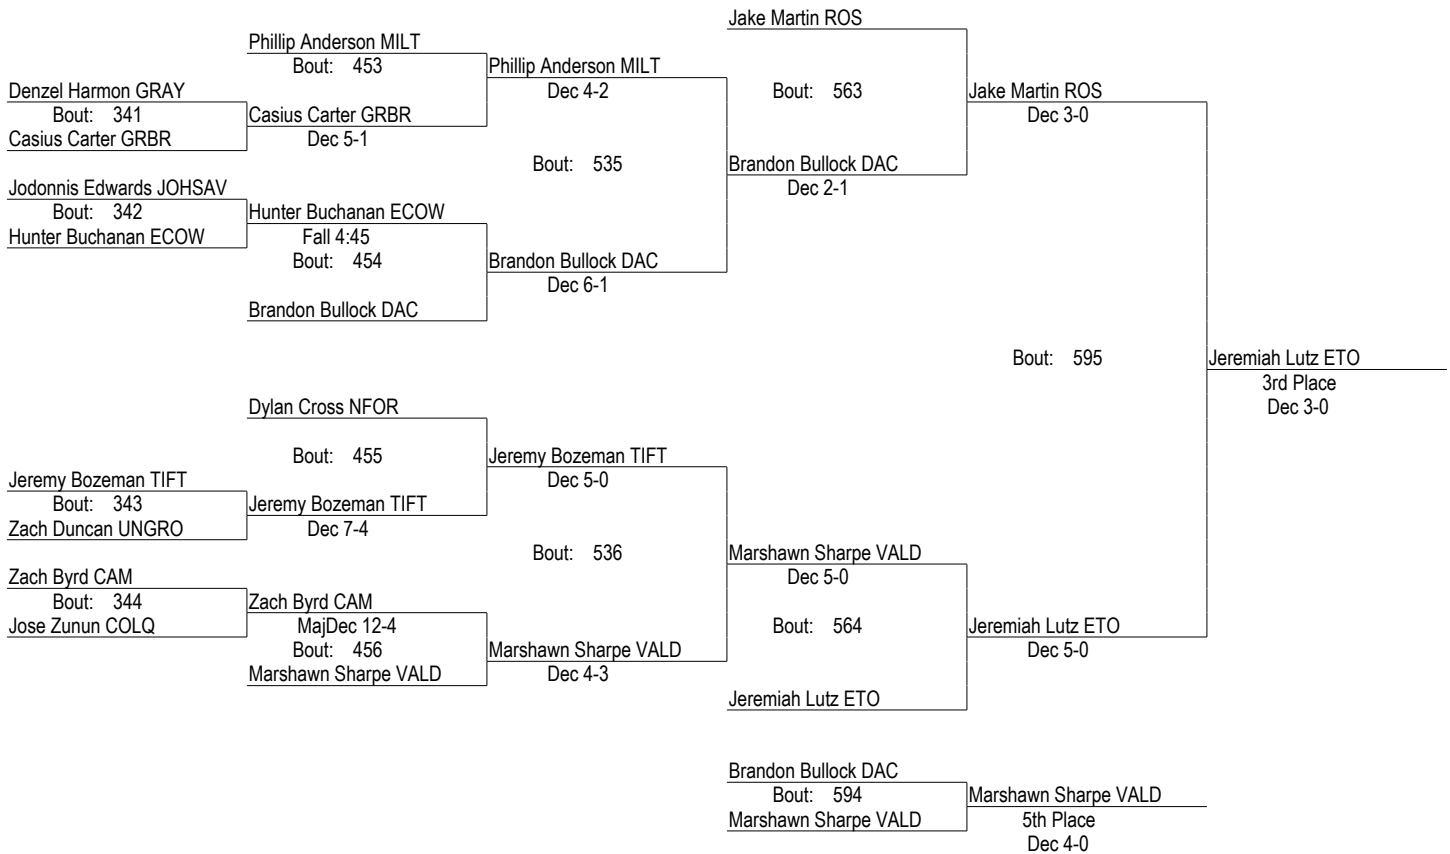 Jake Martin ROS
Phillip Anderson MILT
Bout: 453
Phillip Anderson MILT
Denzel Harmon GRAY
Dec 4-2
Bout: 563
Jake Martin ROS
Bout: 341
Casius Carter GRBR
Dec 3-0
Casius Carter GRBR
Dec 5-1
Bout: 535
Brandon Bullock DAC
Jodonnis Edwards JOHSAV
Dec 2-1
Bout: 342
Hunter Buchanan ECOW
Hunter Buchanan ECOW
Fall 4:45
Bout: 454
Brandon Bullock DAC
Dec 6-1
Brandon Bullock DAC
Bout: 595
Jeremiah Lutz ETO
3rd Place
Dylan Cross NFOR
Dec 3-0
Bout: 455
Jeremy Bozeman TIFT
Jeremy Bozeman TIFT
Dec 5-0
Bout: 343
Jeremy Bozeman TIFT
Zach Duncan UNGRO
Dec 7-4
Bout: 536
Marshawn Sharpe VALD
Zach Byrd CAM
Dec 5-0
Bout: 344
Zach Byrd CAM
Jose Zunun COLQ
MajDec 12-4
Bout: 564
Jeremiah Lutz ETO
Bout: 456
Marshawn Sharpe VALD
Dec 5-0
Marshawn Sharpe VALD
Dec 4-3
Jeremiah Lutz ETO
Brandon Bullock DAC
Bout: 594
Marshawn Sharpe VALD
Marshawn Sharpe VALD
5th Place
Dec 4-0